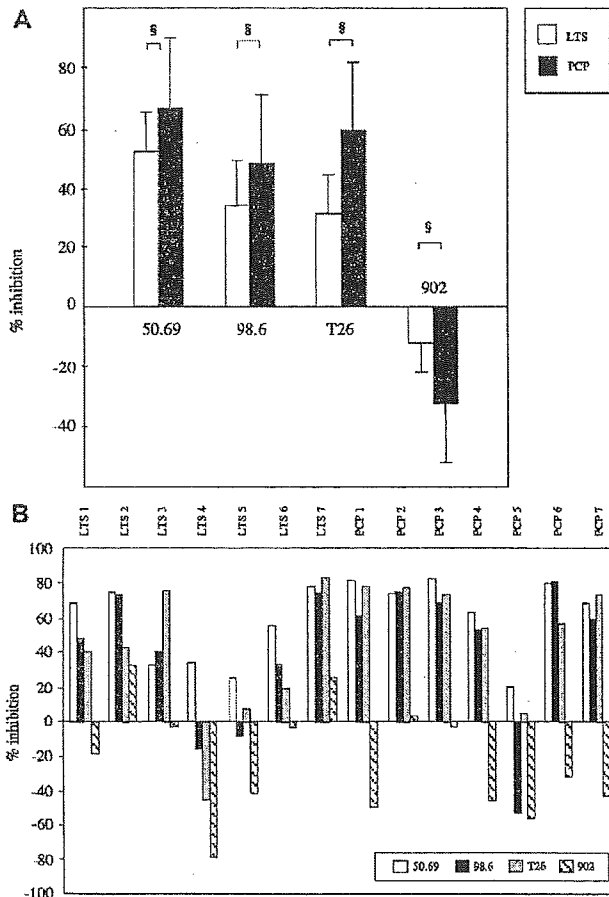 A
LTS
PCP
§ § §
80
60
40
20
0
-20
-40
% inhibition
50.69 98.6 T26
§
902
B
LTS 1 LTS 2 LTS 3 LTS 4 LTS 5 LTS 6 LTS 7 PCP 1 PCP 2 PCP 3 PCP 4 PCP 5 PCP 6 PCP 7
100
80
60
40
20
0
-20
-40
-60
-80
-100
% inhibition
50.69 98.6 T26 902